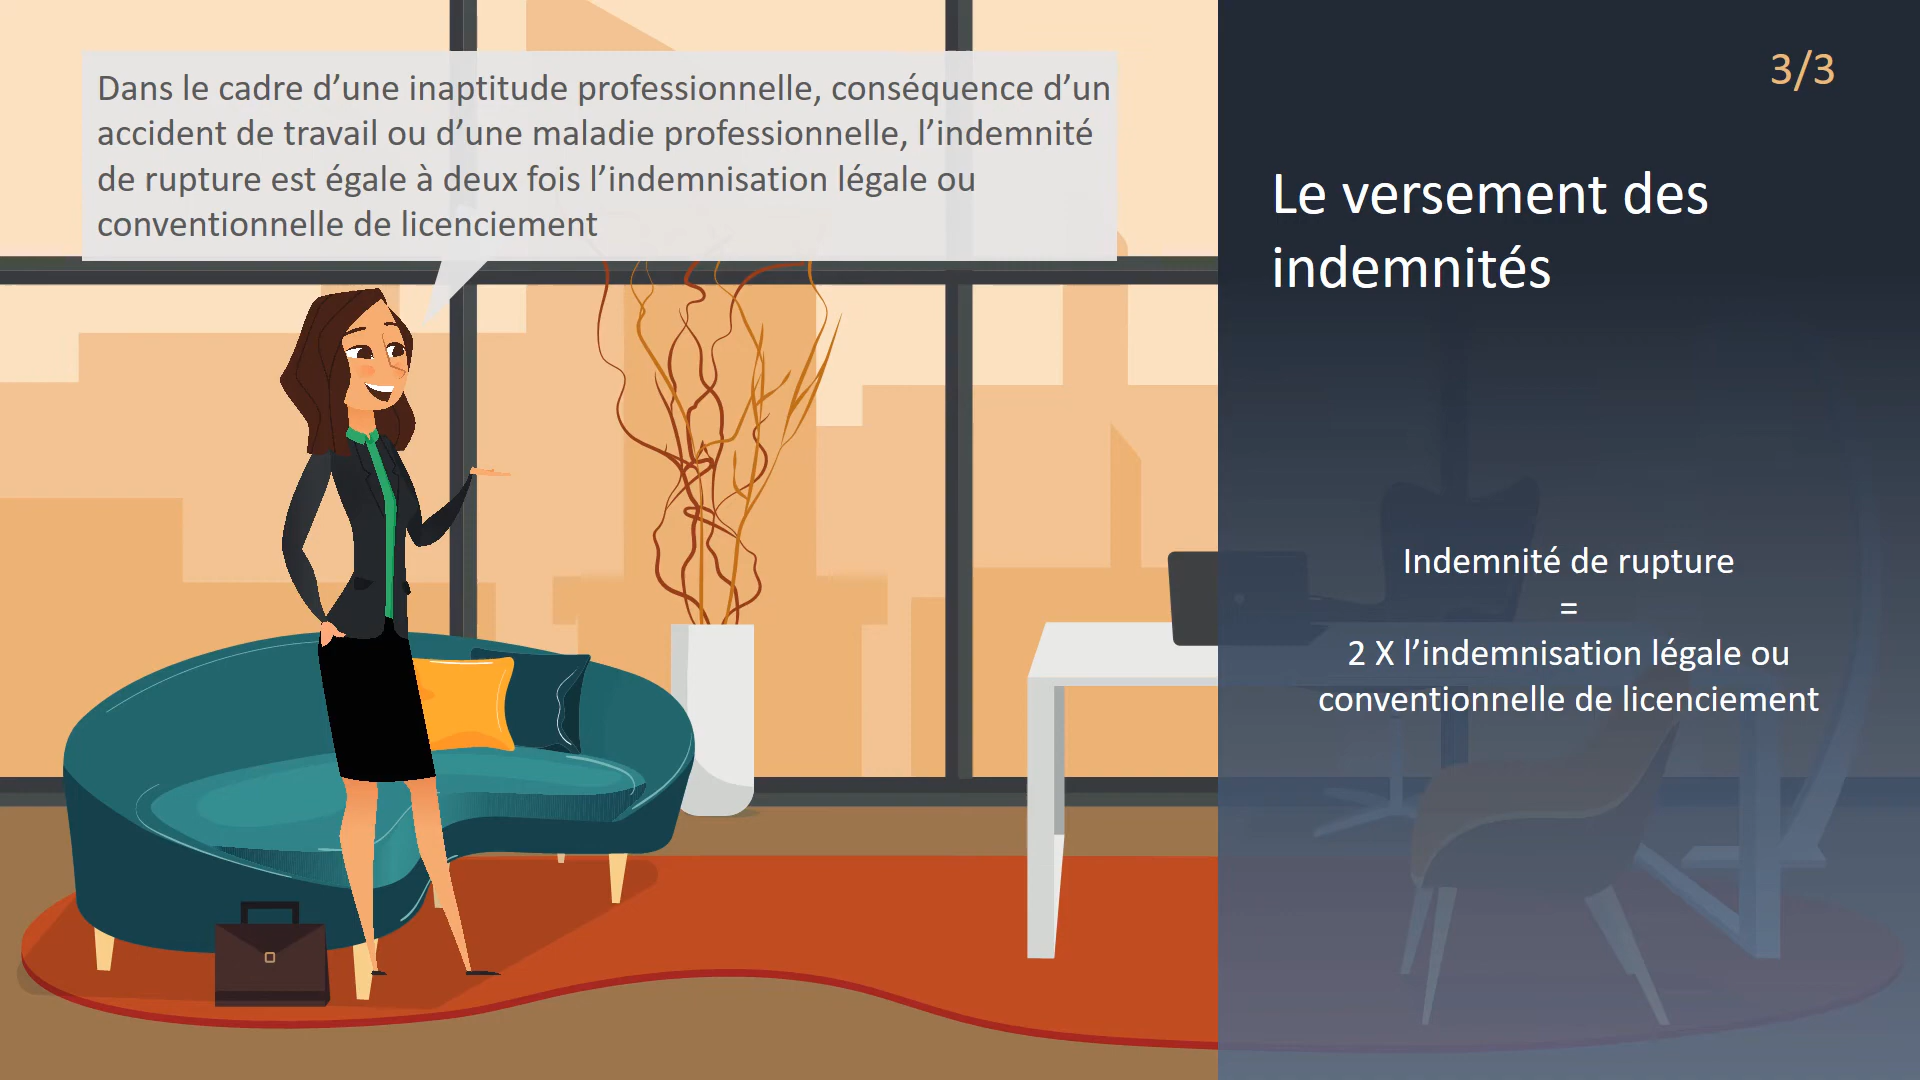 Dans le cadre d’une inaptitude professionnelle, conséquence d’un
accident de travail ou d’une maladie professionnelle, l’indemnité
de rupture est égale à deux fois l’indemnisation légale ou
conventionnelle de licenciement
3/3
Le versement des
indemnités
Indemnité de rupture
=
2 X l’indemnisation légale ou
conventionnelle de licenciement